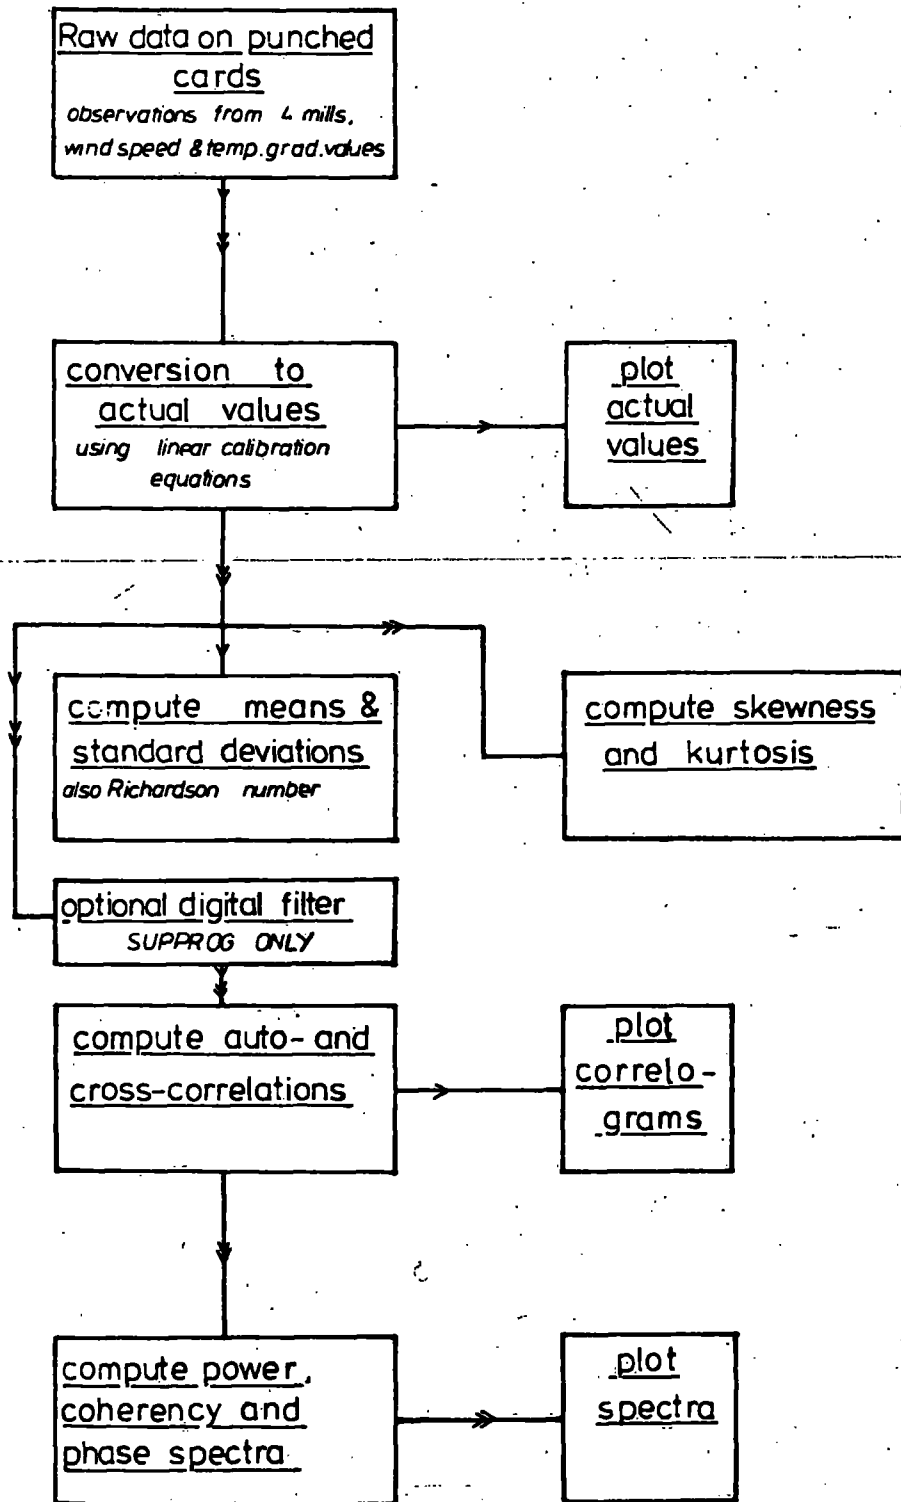 Raw data on punched
cards
observations from 4 mills,
wind speed & temp.grad.values
conversion to
actual values
using linear calibration
equations
plot
actual
values
compute means &
standard deviations
also Richardson number
compute skewness
and kurtosis
optional digital filter
SUPPROG ONLY
compute auto- and
cross-correlations
plot
correlo-
grams
compute power,
coherency and
phase spectra
plot
spectra